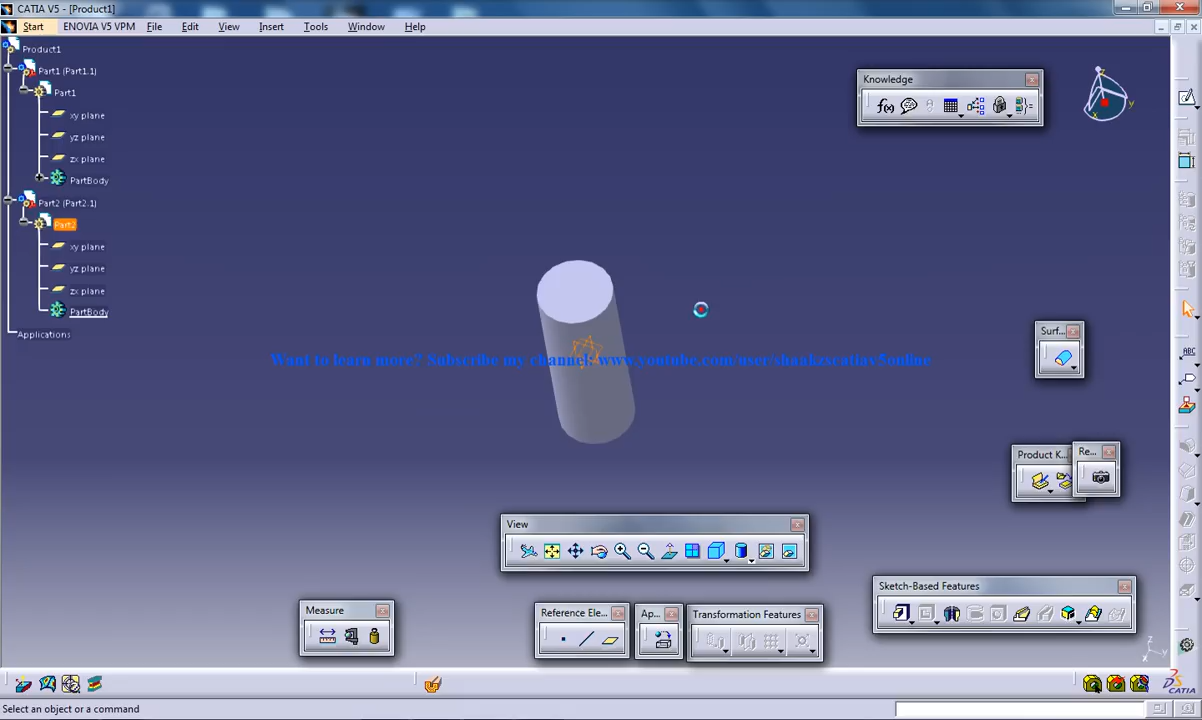 CATIA V5 - [Product1]
Start ENOVIA V5 VPM File Edit View Insert Tools Window Help
Product1
Part1 (Part1.1)
Part1
xy plane
yz plane
zx plane
PartBody
Part2 (Part2.1)
Part2
xy plane
yz plane
zx plane
PartBody
Applications
Knowledge
f(x)
y
x
Want to learn more? Subscribe my channel: www.youtube.com/user/shaakzscatiav5online
Surf...
ABC
Product K...
Re...
View
Sketch-Based Features
Measure
Reference Ele...
Ap...
Transformation Features
z
x
y
CATIA
Select an object or a command